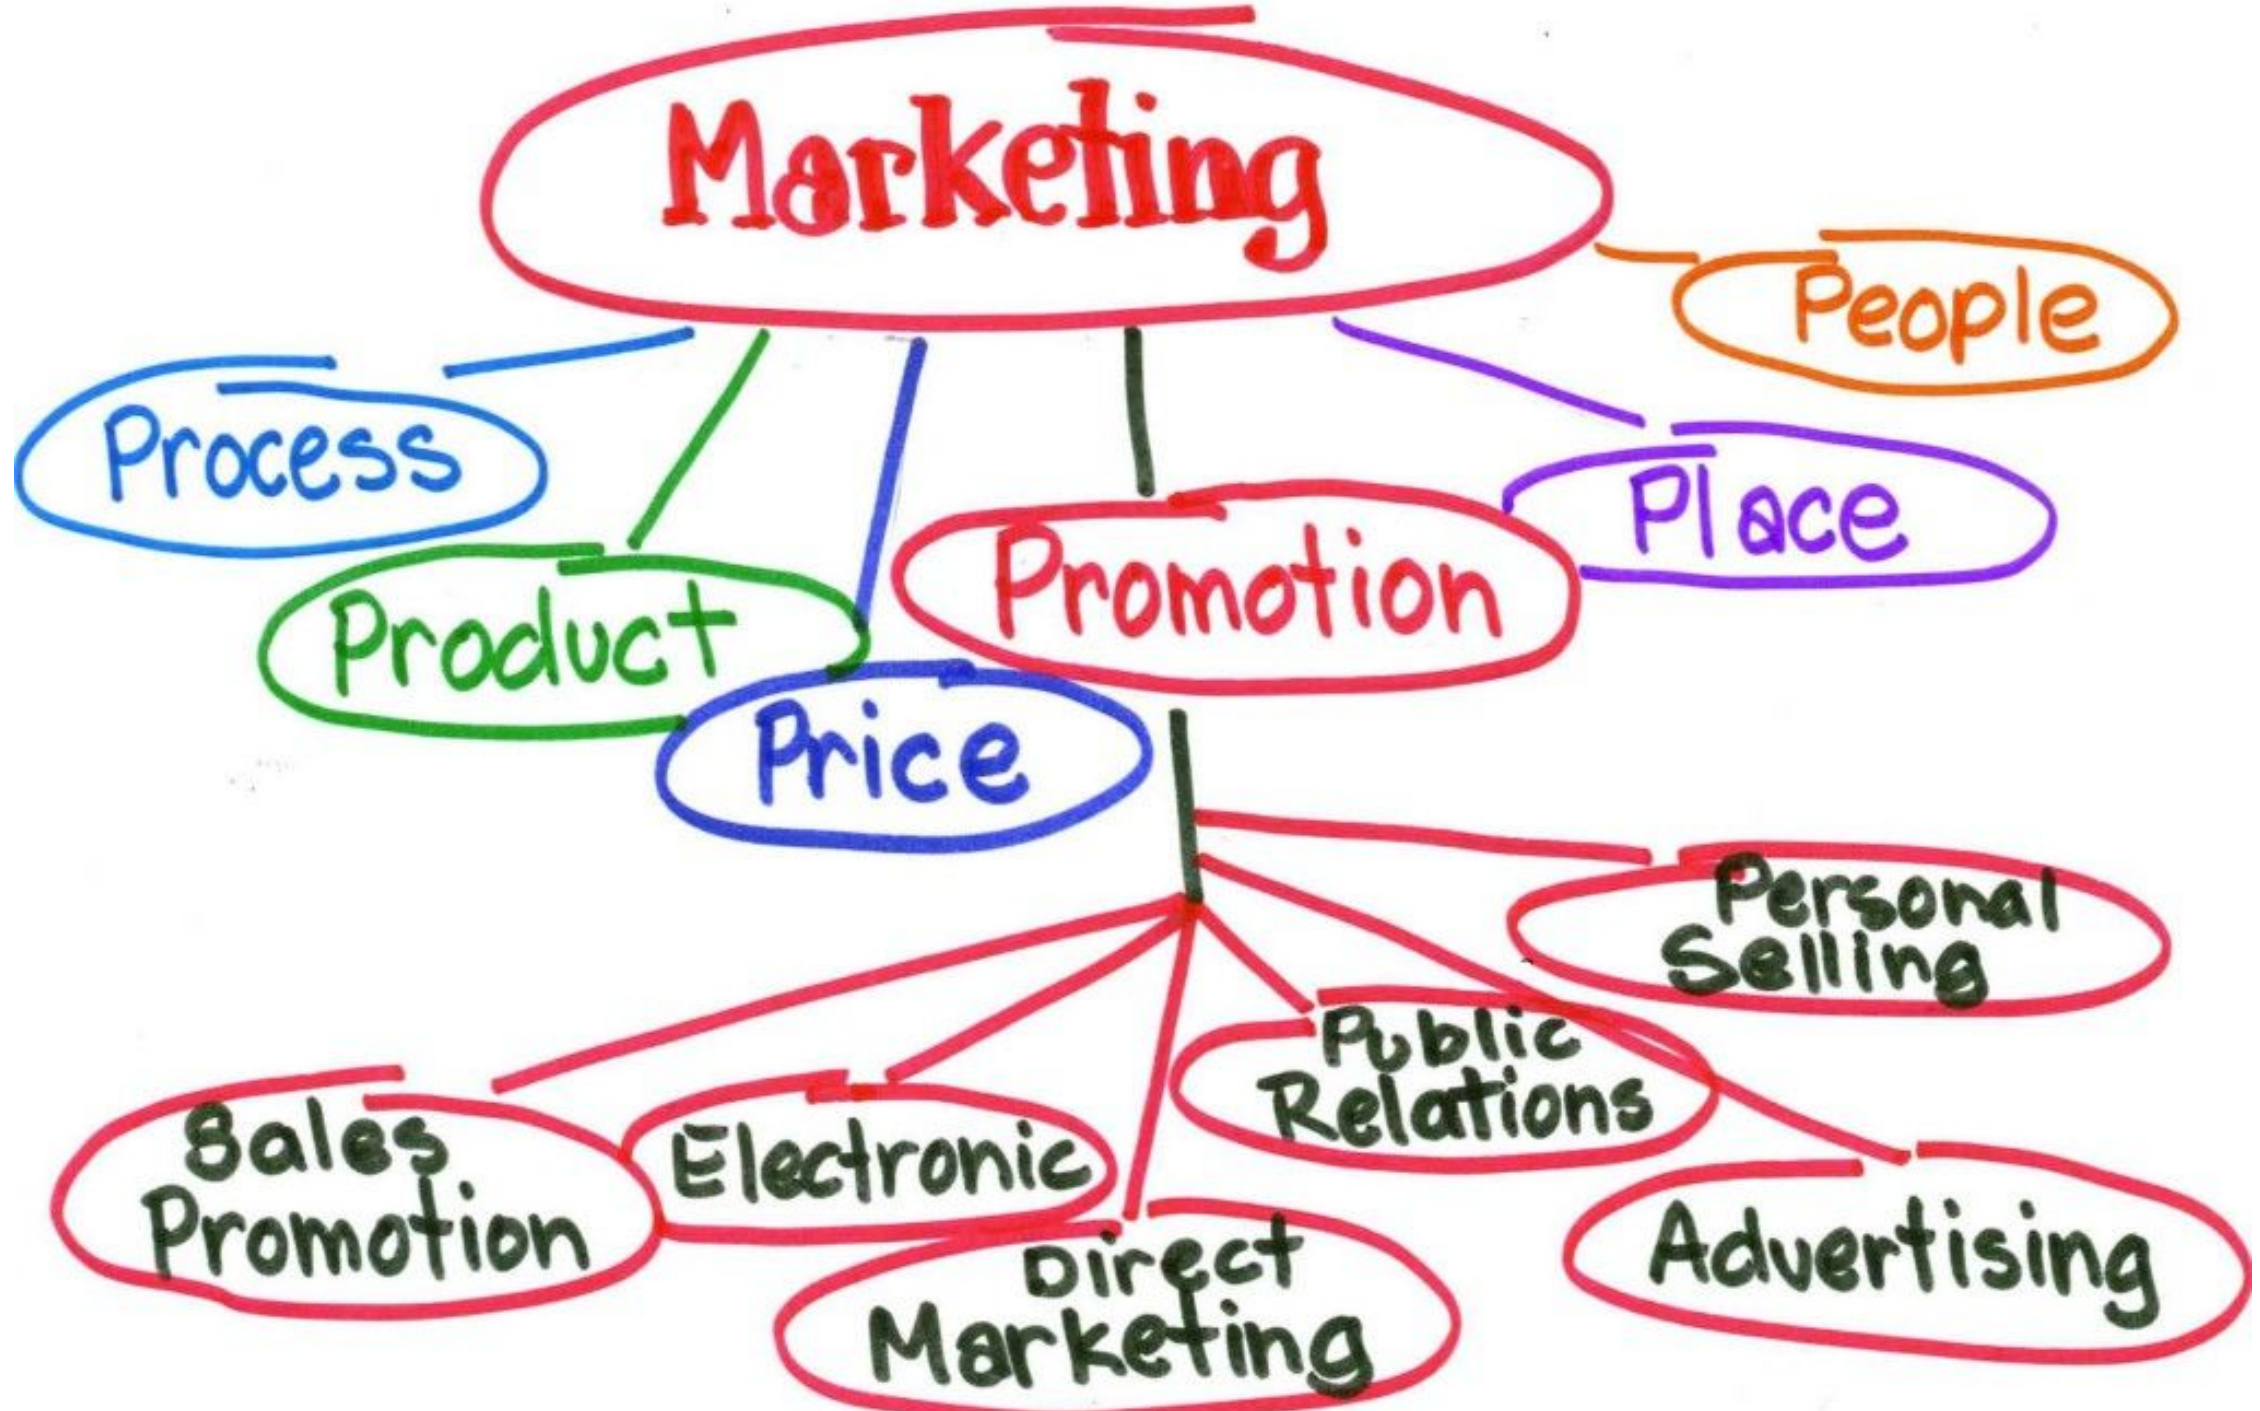 Marketing
People
Process
Place
Promotion
Product
Price
Personal
Selling
Public
Relations
Sales
Promotion
Electronic
Advertising
Direct
Marketing